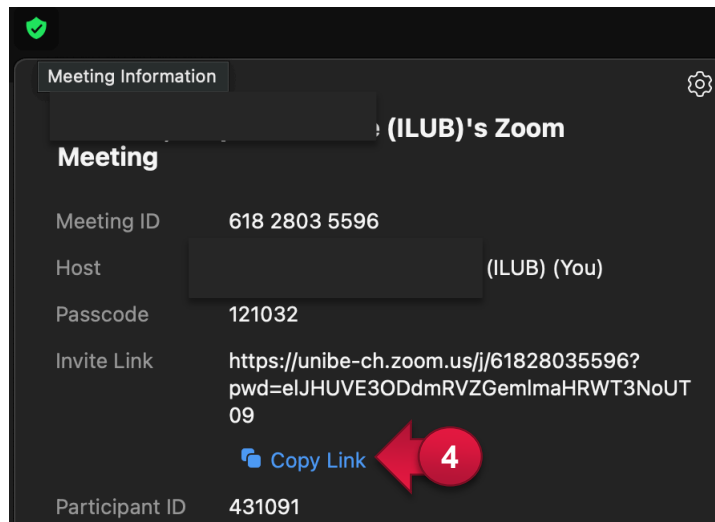 Meeting Information
(ILUB)'s Zoom
Meeting
Meeting ID 618 2803 5596
Host (ILUB) (You)
Passcode 121032
Invite Link https://unibe-ch.zoom.us/j/61828035596?
pwd=elJHUVE3ODdmRVZGemlmaHRWT3NoUT
09
Copy Link 4
Participant ID 431091